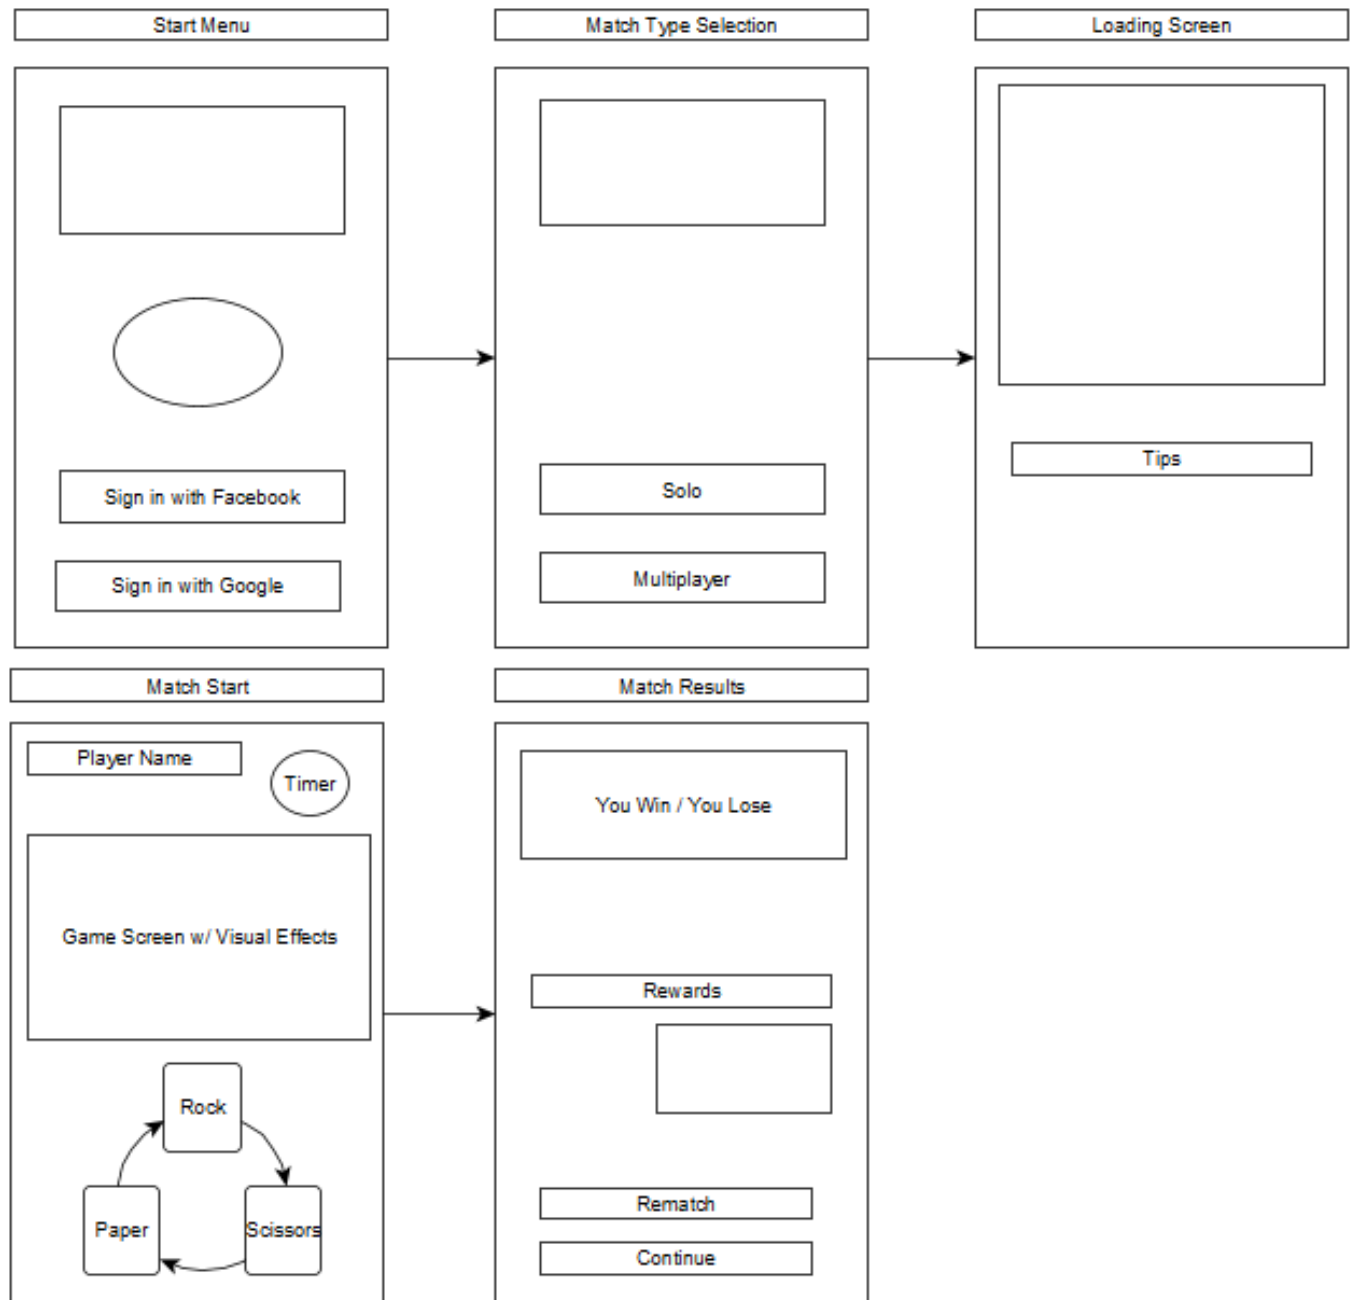 Start Menu
Match Type Selection
Loading Screen
Sign in with Facebook
Sign in with Google
Solo
Multiplayer
Tips
Match Start
Match Results
Player Name
Timer
Game Screen w/ Visual Effects
Rock
Paper
Scissors
You Win / You Lose
Rewards
Rematch
Continue